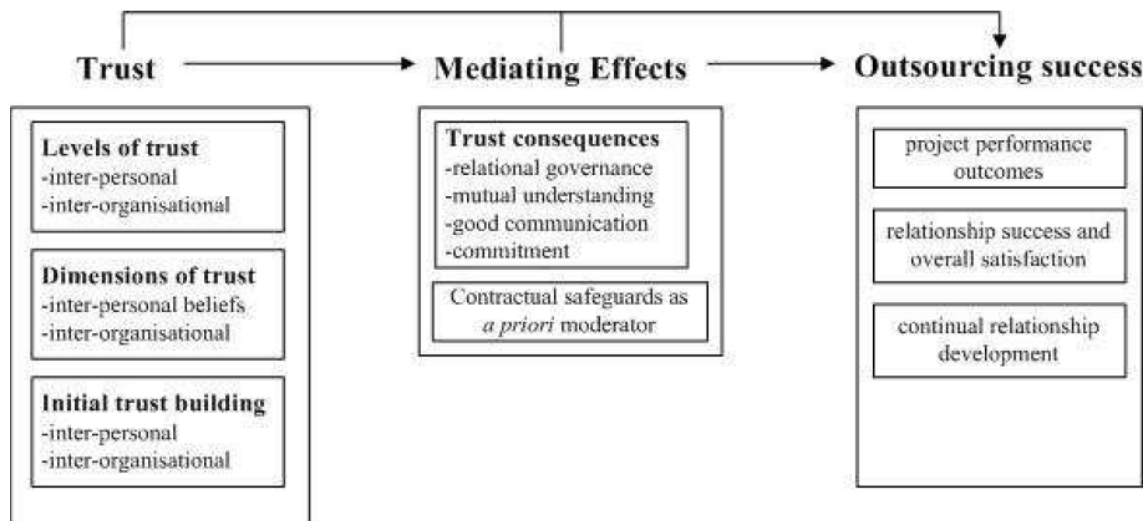 Trust
Mediating Effects
Outsourcing success
Levels of trust
-inter-personal
-inter-organisational
Dimensions of trust
-inter-personal beliefs
-inter-organisational
Initial trust building
-inter-personal
-inter-organisational
Trust consequences
-relational governance
-mutual understanding
-good communication
-commitment
Contractual safeguards as
a priori moderator
project performance
outcomes
relationship success and
overall satisfaction
continual relationship
development